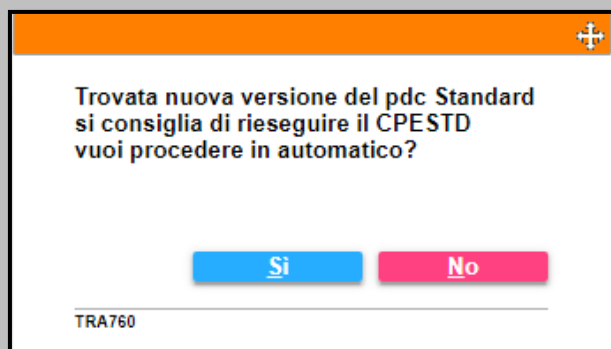 Trovata nuova versione del pdc Standard
si consiglia di rieseguire il CPESTD
vuoi procedere in automatico?
Sì No
TRA760